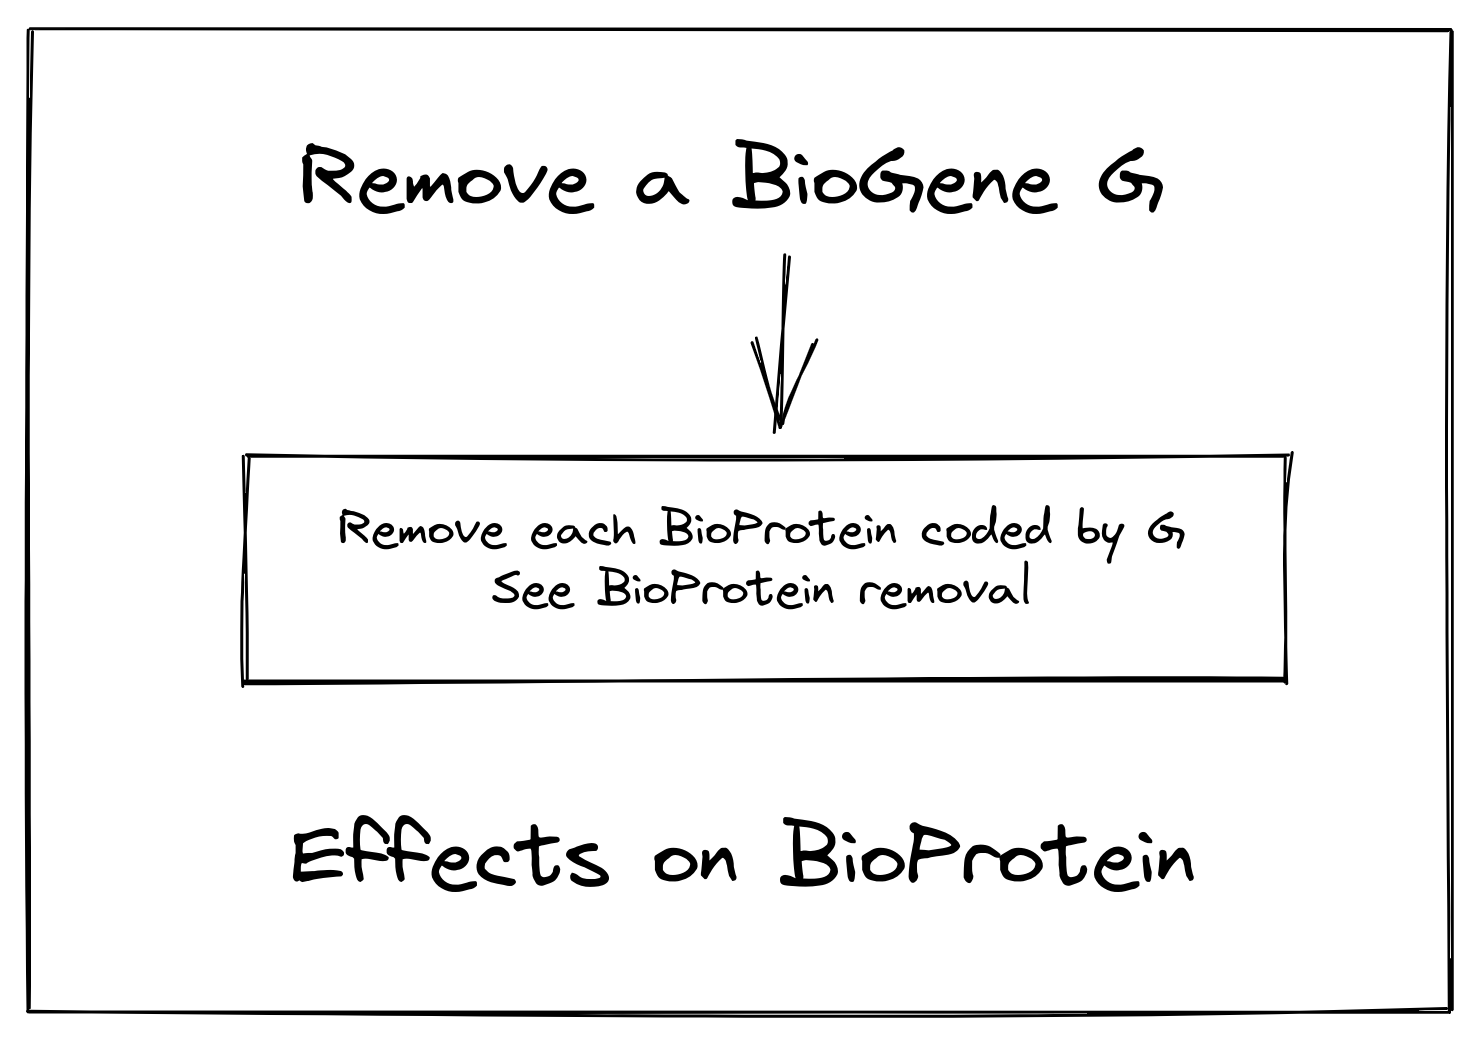 Remove a BioGene G
Remove each BioProtein coded by G
See BioProtein removal
Effects on BioProtein